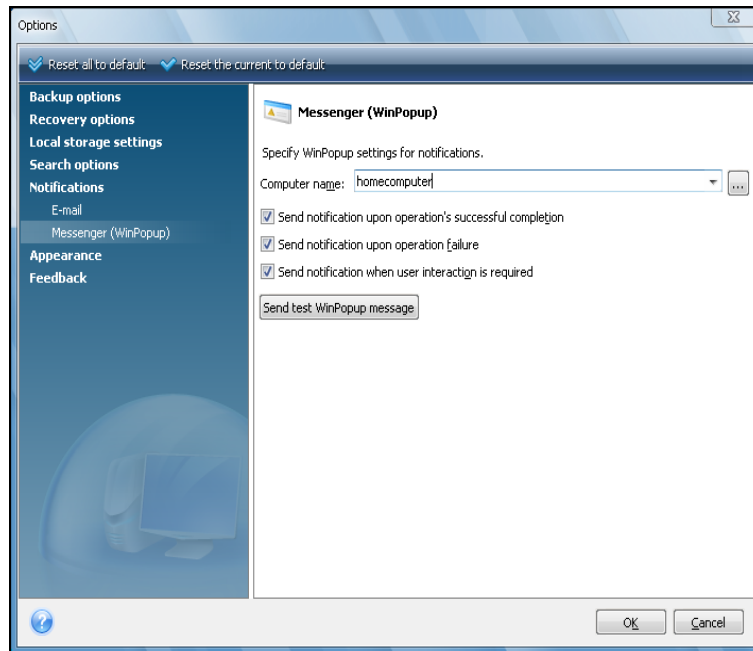 Options
Reset all to default Reset the current to default
Backup options
Recovery options
Local storage settings
Search options
Notifications
E-mail
Messenger (WinPopup)
Appearance
Feedback
Messenger (WinPopup)
Specify WinPopup settings for notifications.
Computer name: homecomputer ...
Send notification upon operation's successful completion
Send notification upon operation failure
Send notification when user interaction is required
Send test WinPopup message
? OK Cancel